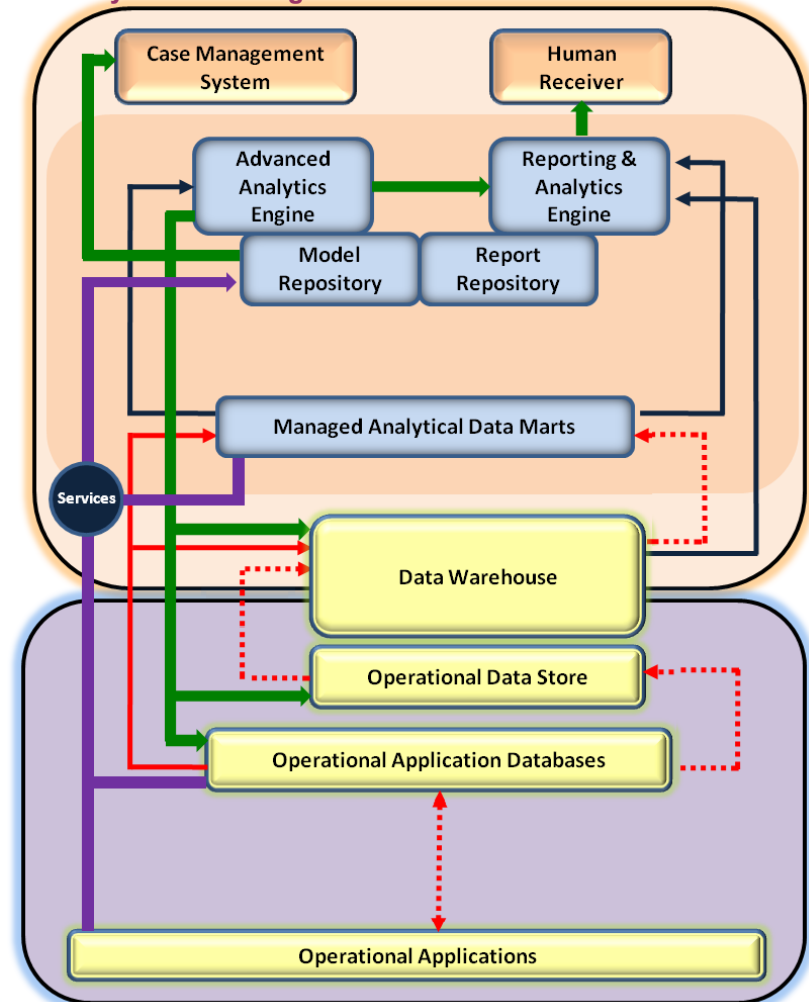 Case Management
System
Human
Receiver
Advanced
Analytics
Engine
Reporting &
Analytics
Engine
Model
Repository
Report
Repository
Managed Analytical Data Marts
Services
Data Warehouse
Operational Data Store
Operational Application Databases
Operational Applications